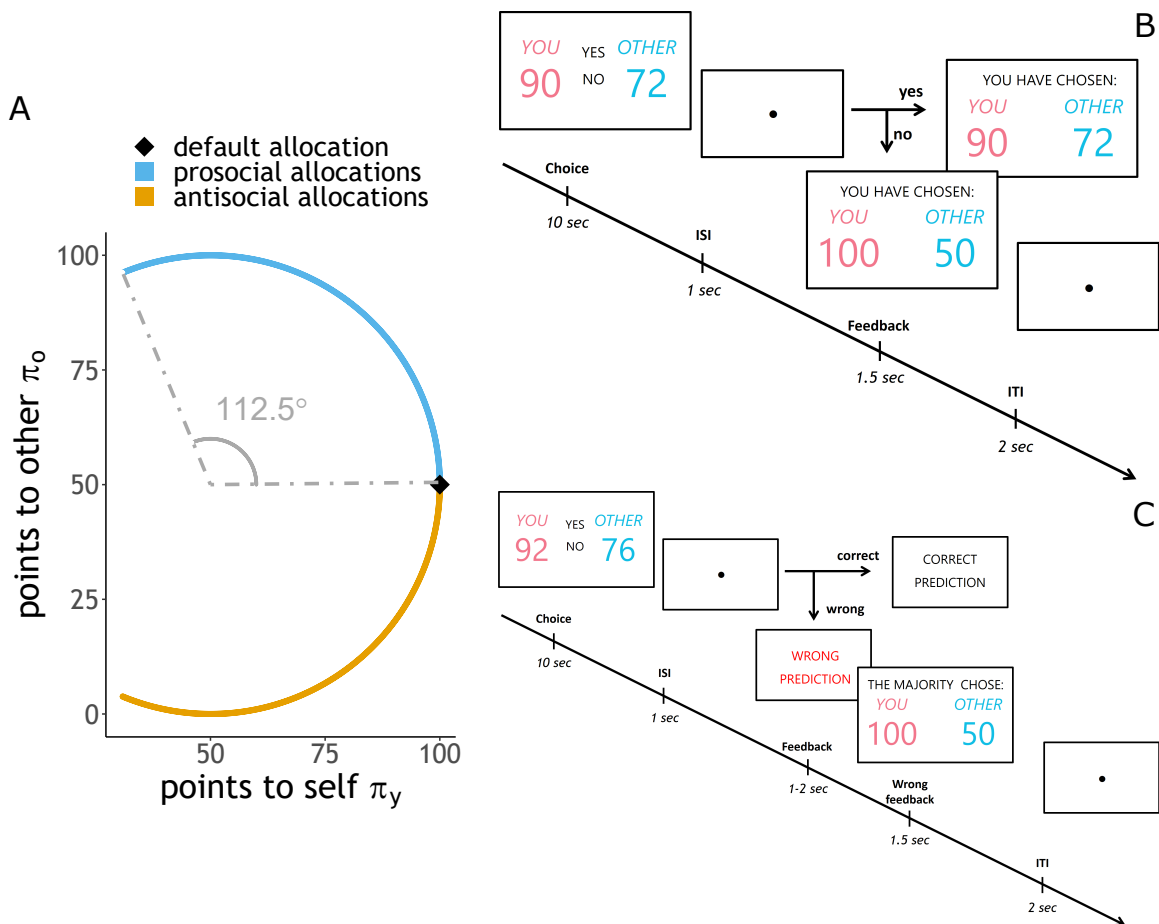 A
default allocation
prosocial allocations
antisocial allocations
100
75
50
25
0
112.5°
50
75
100
points to other πo
points to self πy
B
YOU YES OTHER
90 NO 72
yes
no
YOU HAVE CHOSEN:
YOU OTHER
90 72
YOU HAVE CHOSEN:
YOU OTHER
100 50
Choice
10 sec
ISI
1 sec
Feedback
1.5 sec
ITI
2 sec
C
YOU YES OTHER
92 NO 76
correct
wrong
CORRECT
PREDICTION
WRONG
PREDICTION
THE MAJORITY CHOSE:
YOU OTHER
100 50
Choice
10 sec
ISI
1 sec
Feedback
1-2 sec
Wrong
feedback
1.5 sec
ITI
2 sec